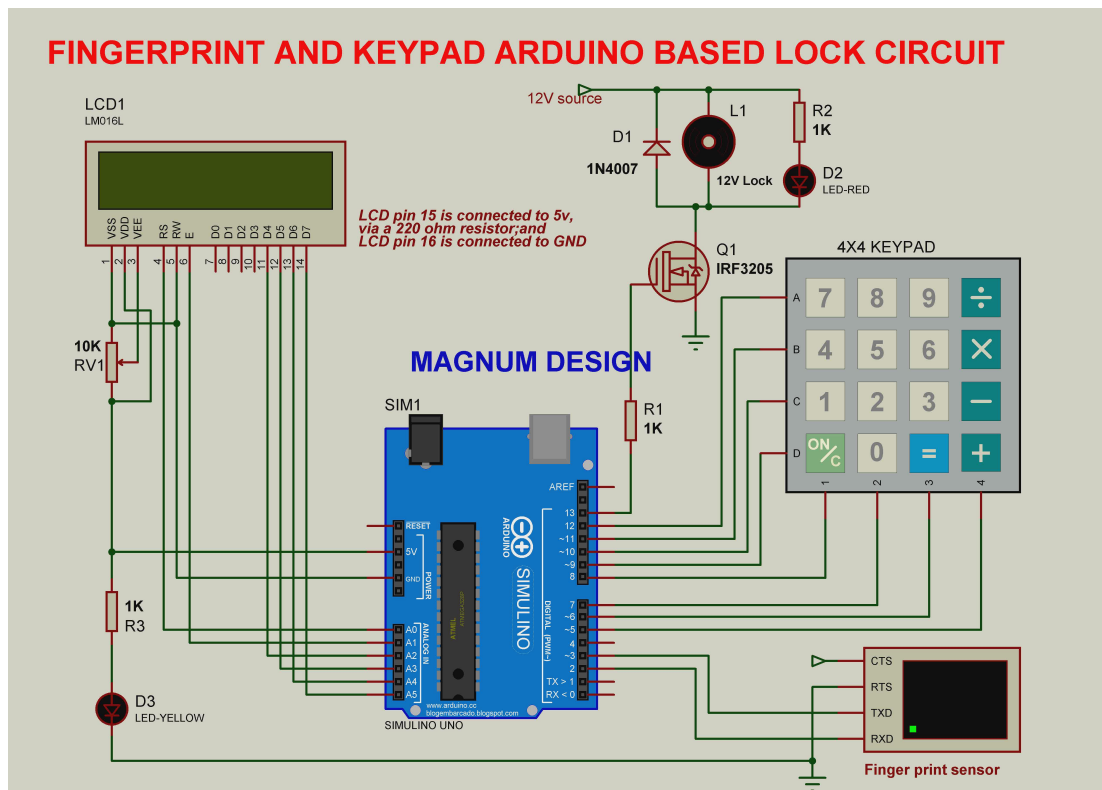 FINGERPRINT AND KEYPAD ARDUINO BASED LOCK CIRCUIT
LCD1
LM016L
VSS VDD VEE RS RW E D0 D1 D2 D3 D4 D5 D6 D7
1 2 3 4 5 6 7 8 9 10 11 12 13 14
LCD pin 15 is connected to 5v,
via a 220 ohm resistor;and
LCD pin 16 is connected to GND
12V source
D1
1N4007
L1
12V Lock
R2
1K
D2
LED-RED
Q1
IRF3205
10K
RV1
MAGNUM DESIGN
R1
1K
4X4 KEYPAD
A 7 8 9 ÷
B 4 5 6 ×
C 1 2 3 −
D ON/C 0 = +
1 2 3 4
SIM1
AREF
13
12
~11
~10
~9
8
7
~6
~5
4
~3
2
TX > 1
RX < 0
RESET
5V
GND
POWER
A0
A1
A2
A3
A4
A5
ANALOG IN
ARDUINO
SIMULINO
DIGITAL (PWM~)
ATMEL
www.arduino.cc
blogembarcado.blogspot.com
SIMULINO UNO
1K
R3
D3
LED-YELLOW
CTS
RTS
TXD
RXD
Finger print sensor